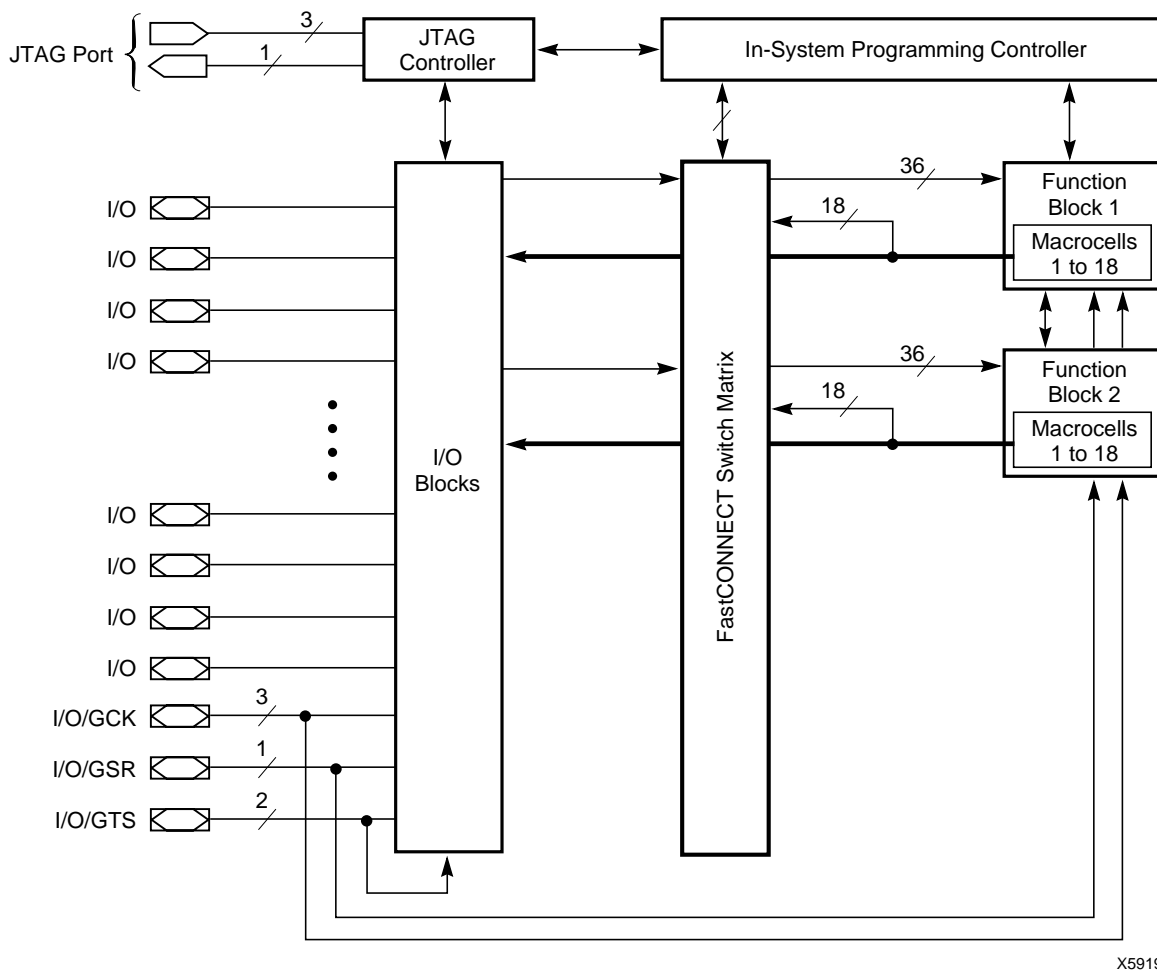 JTAG Port
3
1
JTAG
Controller
In-System Programming Controller
I/O
I/O
I/O
I/O
I/O
I/O
I/O
I/O
I/O/GCK
3
I/O/GSR
1
I/O/GTS
2
I/O
Blocks
FastCONNECT Switch Matrix
36
18
Function
Block 1
Macrocells
1 to 18
36
18
Function
Block 2
Macrocells
1 to 18
X5919